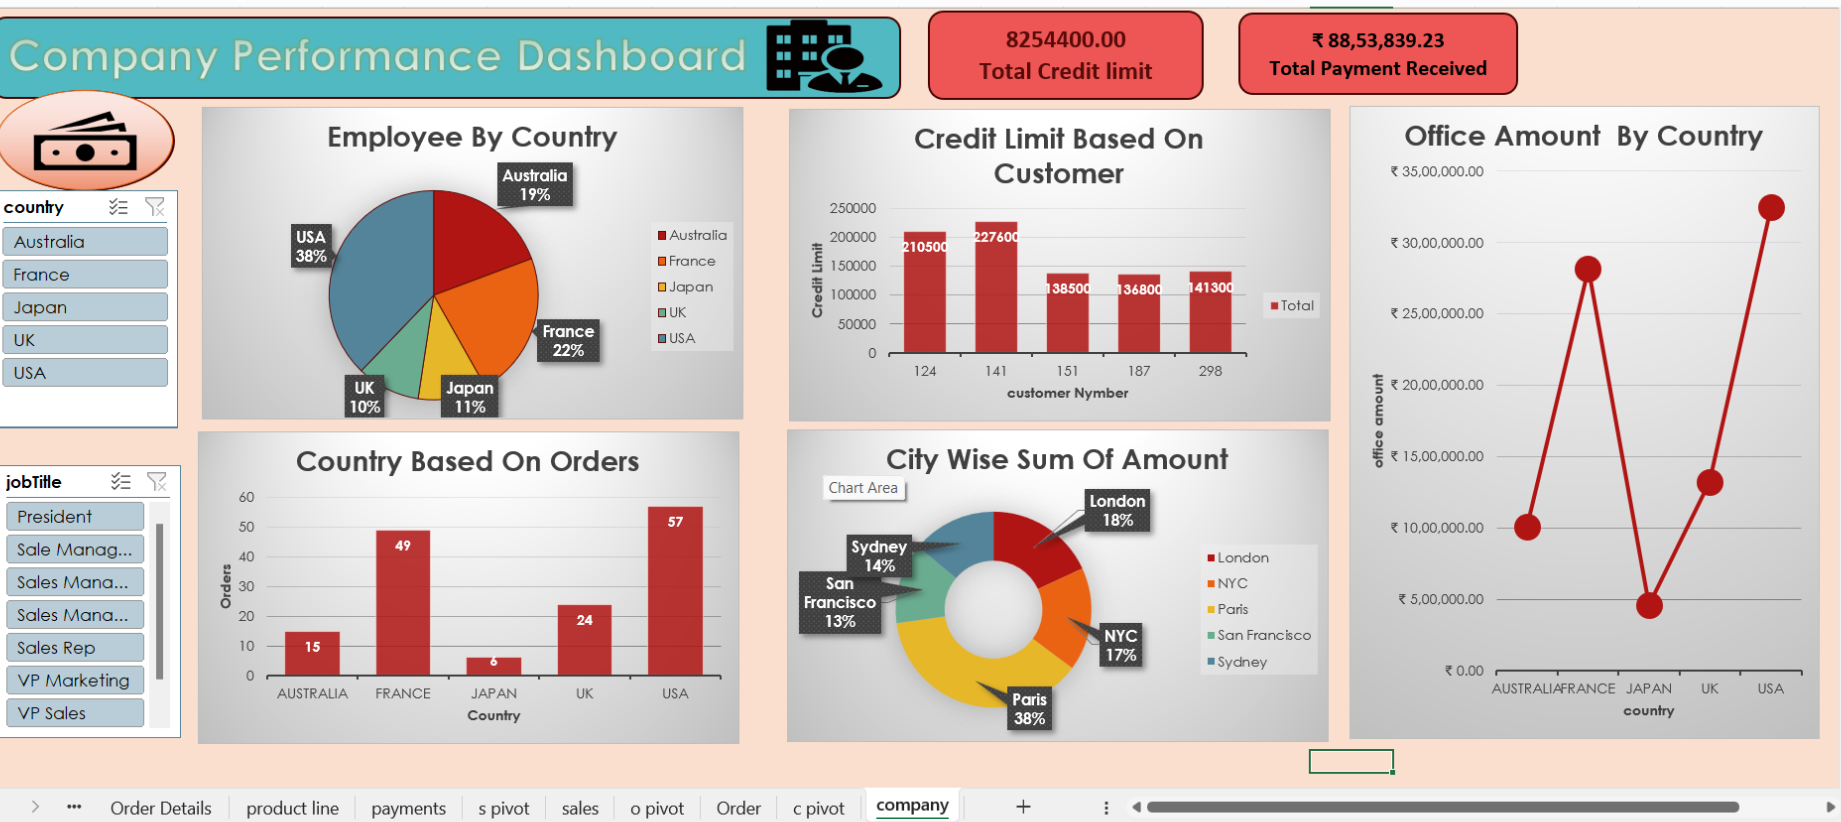 Company Performance Dashboard
8254400.00
Total Credit limit
₹ 88,53,839.23
Total Payment Received
country
Australia
France
Japan
UK
USA
jobTitle
President
Sale Manag...
Sales Mana...
Sales Mana...
Sales Rep
VP Marketing
VP Sales
Employee By Country
Australia
19%
USA
38%
France
22%
UK
10%
Japan
11%
Australia
France
Japan
UK
USA
Credit Limit Based On
Customer
Credit Limit
250000
200000
150000
100000
50000
0
210500
227600
138500
136800
141300
124
141
151
187
298
customer Nymber
Total
Office Amount By Country
office amount
₹ 35,00,000.00
₹ 30,00,000.00
₹ 25,00,000.00
₹ 20,00,000.00
₹ 15,00,000.00
₹ 10,00,000.00
₹ 5,00,000.00
₹ 0.00
AUSTRALIA
FRANCE
JAPAN
UK
USA
country
Country Based On Orders
Orders
60
50
40
30
20
10
0
15
49
6
24
57
AUSTRALIA
FRANCE
JAPAN
UK
USA
Country
City Wise Sum Of Amount
Chart Area
London
18%
Sydney
14%
San
Francisco
13%
NYC
17%
Paris
38%
London
NYC
Paris
San Francisco
Sydney
Order Details
product line
payments
s pivot
sales
o pivot
Order
c pivot
company